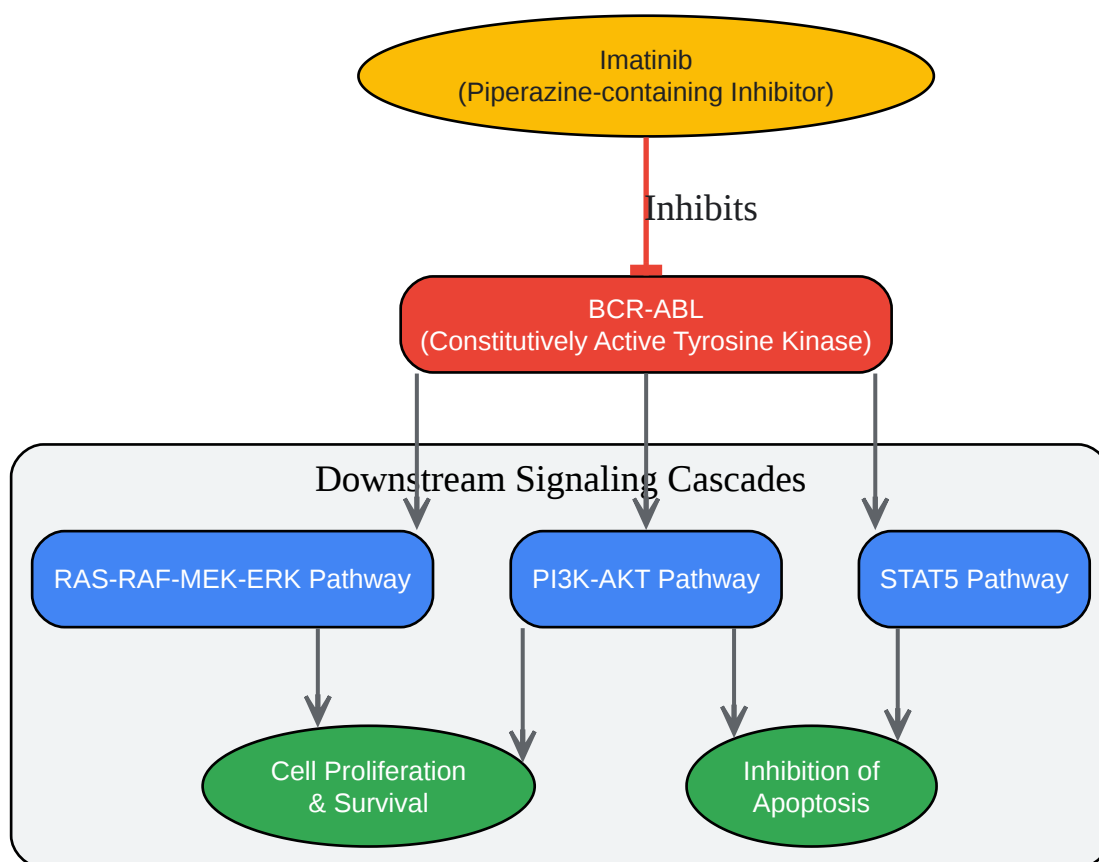 Imatinib
(Piperazine-containing Inhibitor)
Inhibits
BCR-ABL
(Constitutively Active Tyrosine Kinase)
Downstream Signaling Cascades
RAS-RAF-MEK-ERK Pathway
PI3K-AKT Pathway
STAT5 Pathway
Cell Proliferation
& Survival
Inhibition of
Apoptosis